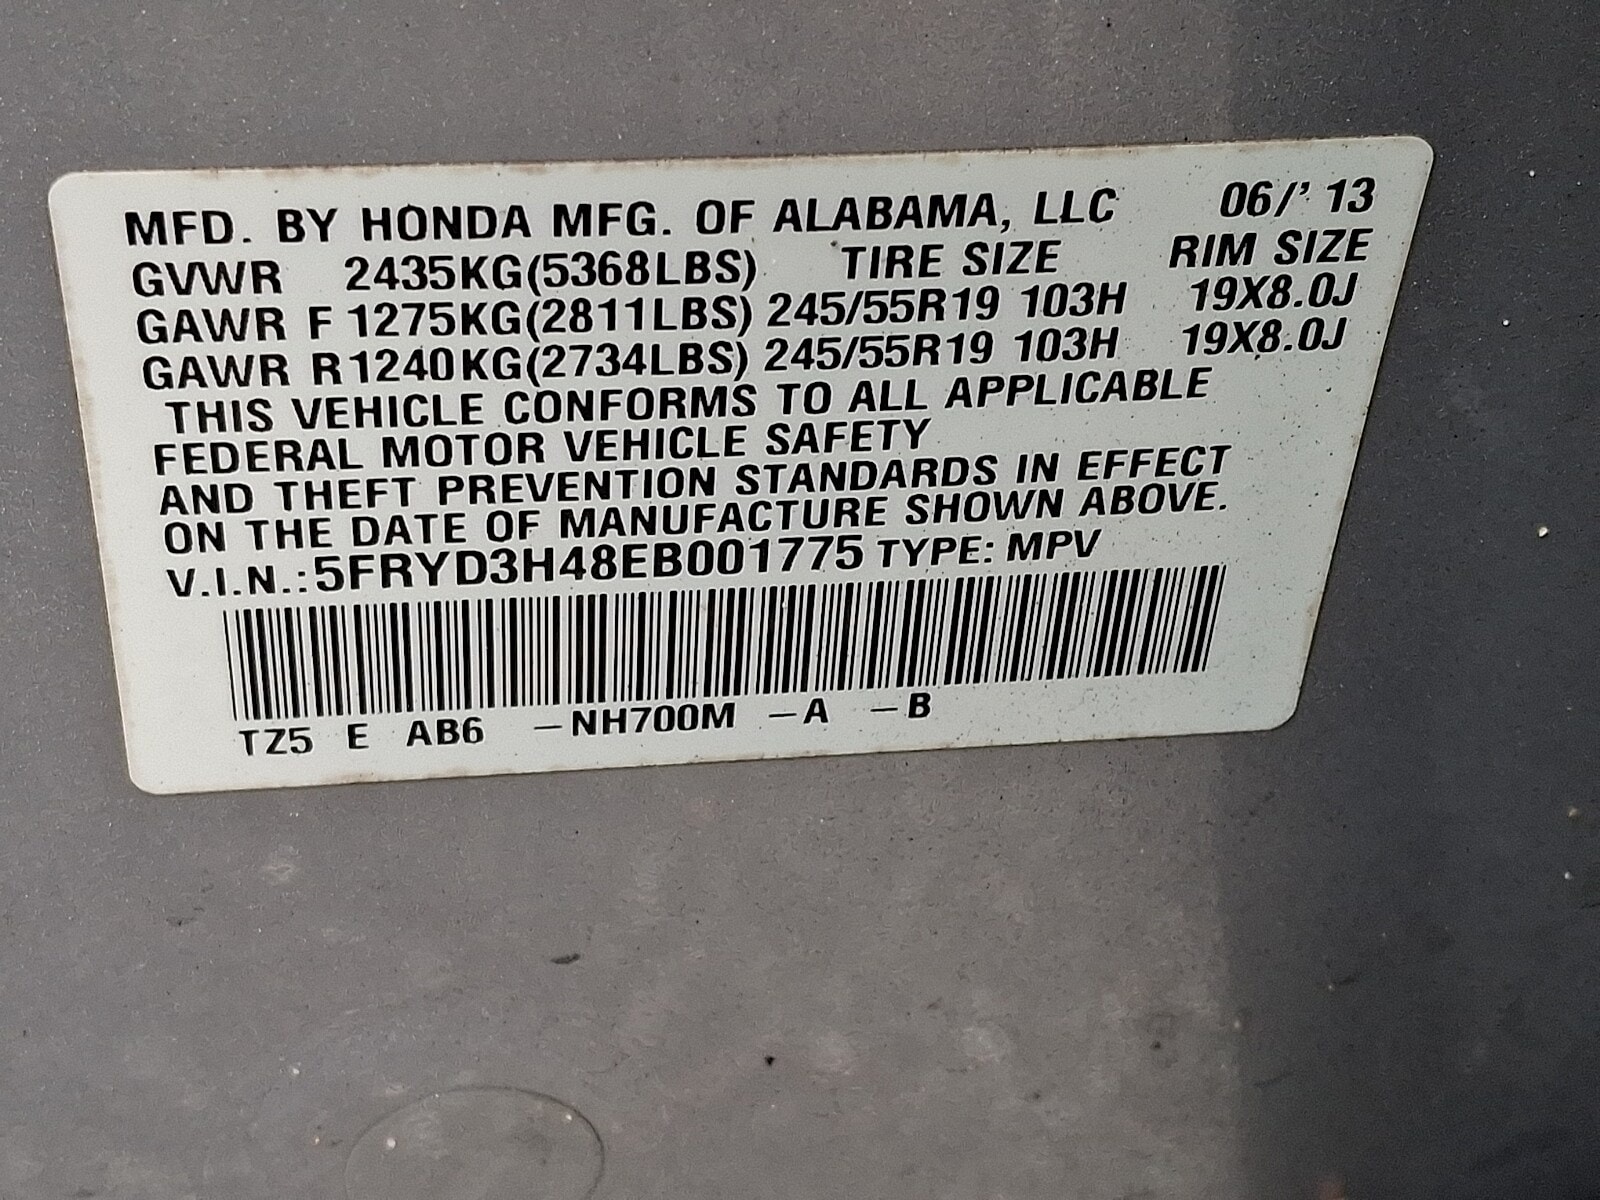 MFD. BY HONDA MFG. OF ALABAMA, LLC 06/' 13
GVWR 2435KG(5368LBS) TIRE SIZE RIM SIZE
GAWR F 1275KG(2811LBS) 245/55R19 103H 19X8.0J
GAWR R 1240KG(2734LBS) 245/55R19 103H 19X8.0J
THIS VEHICLE CONFORMS TO ALL APPLICABLE
FEDERAL MOTOR VEHICLE SAFETY
AND THEFT PREVENTION STANDARDS IN EFFECT
ON THE DATE OF MANUFACTURE SHOWN ABOVE.
V.I.N.:5FRYD3H48EB001775 TYPE: MPV
TZ5 E AB6 -NH700M -A -B